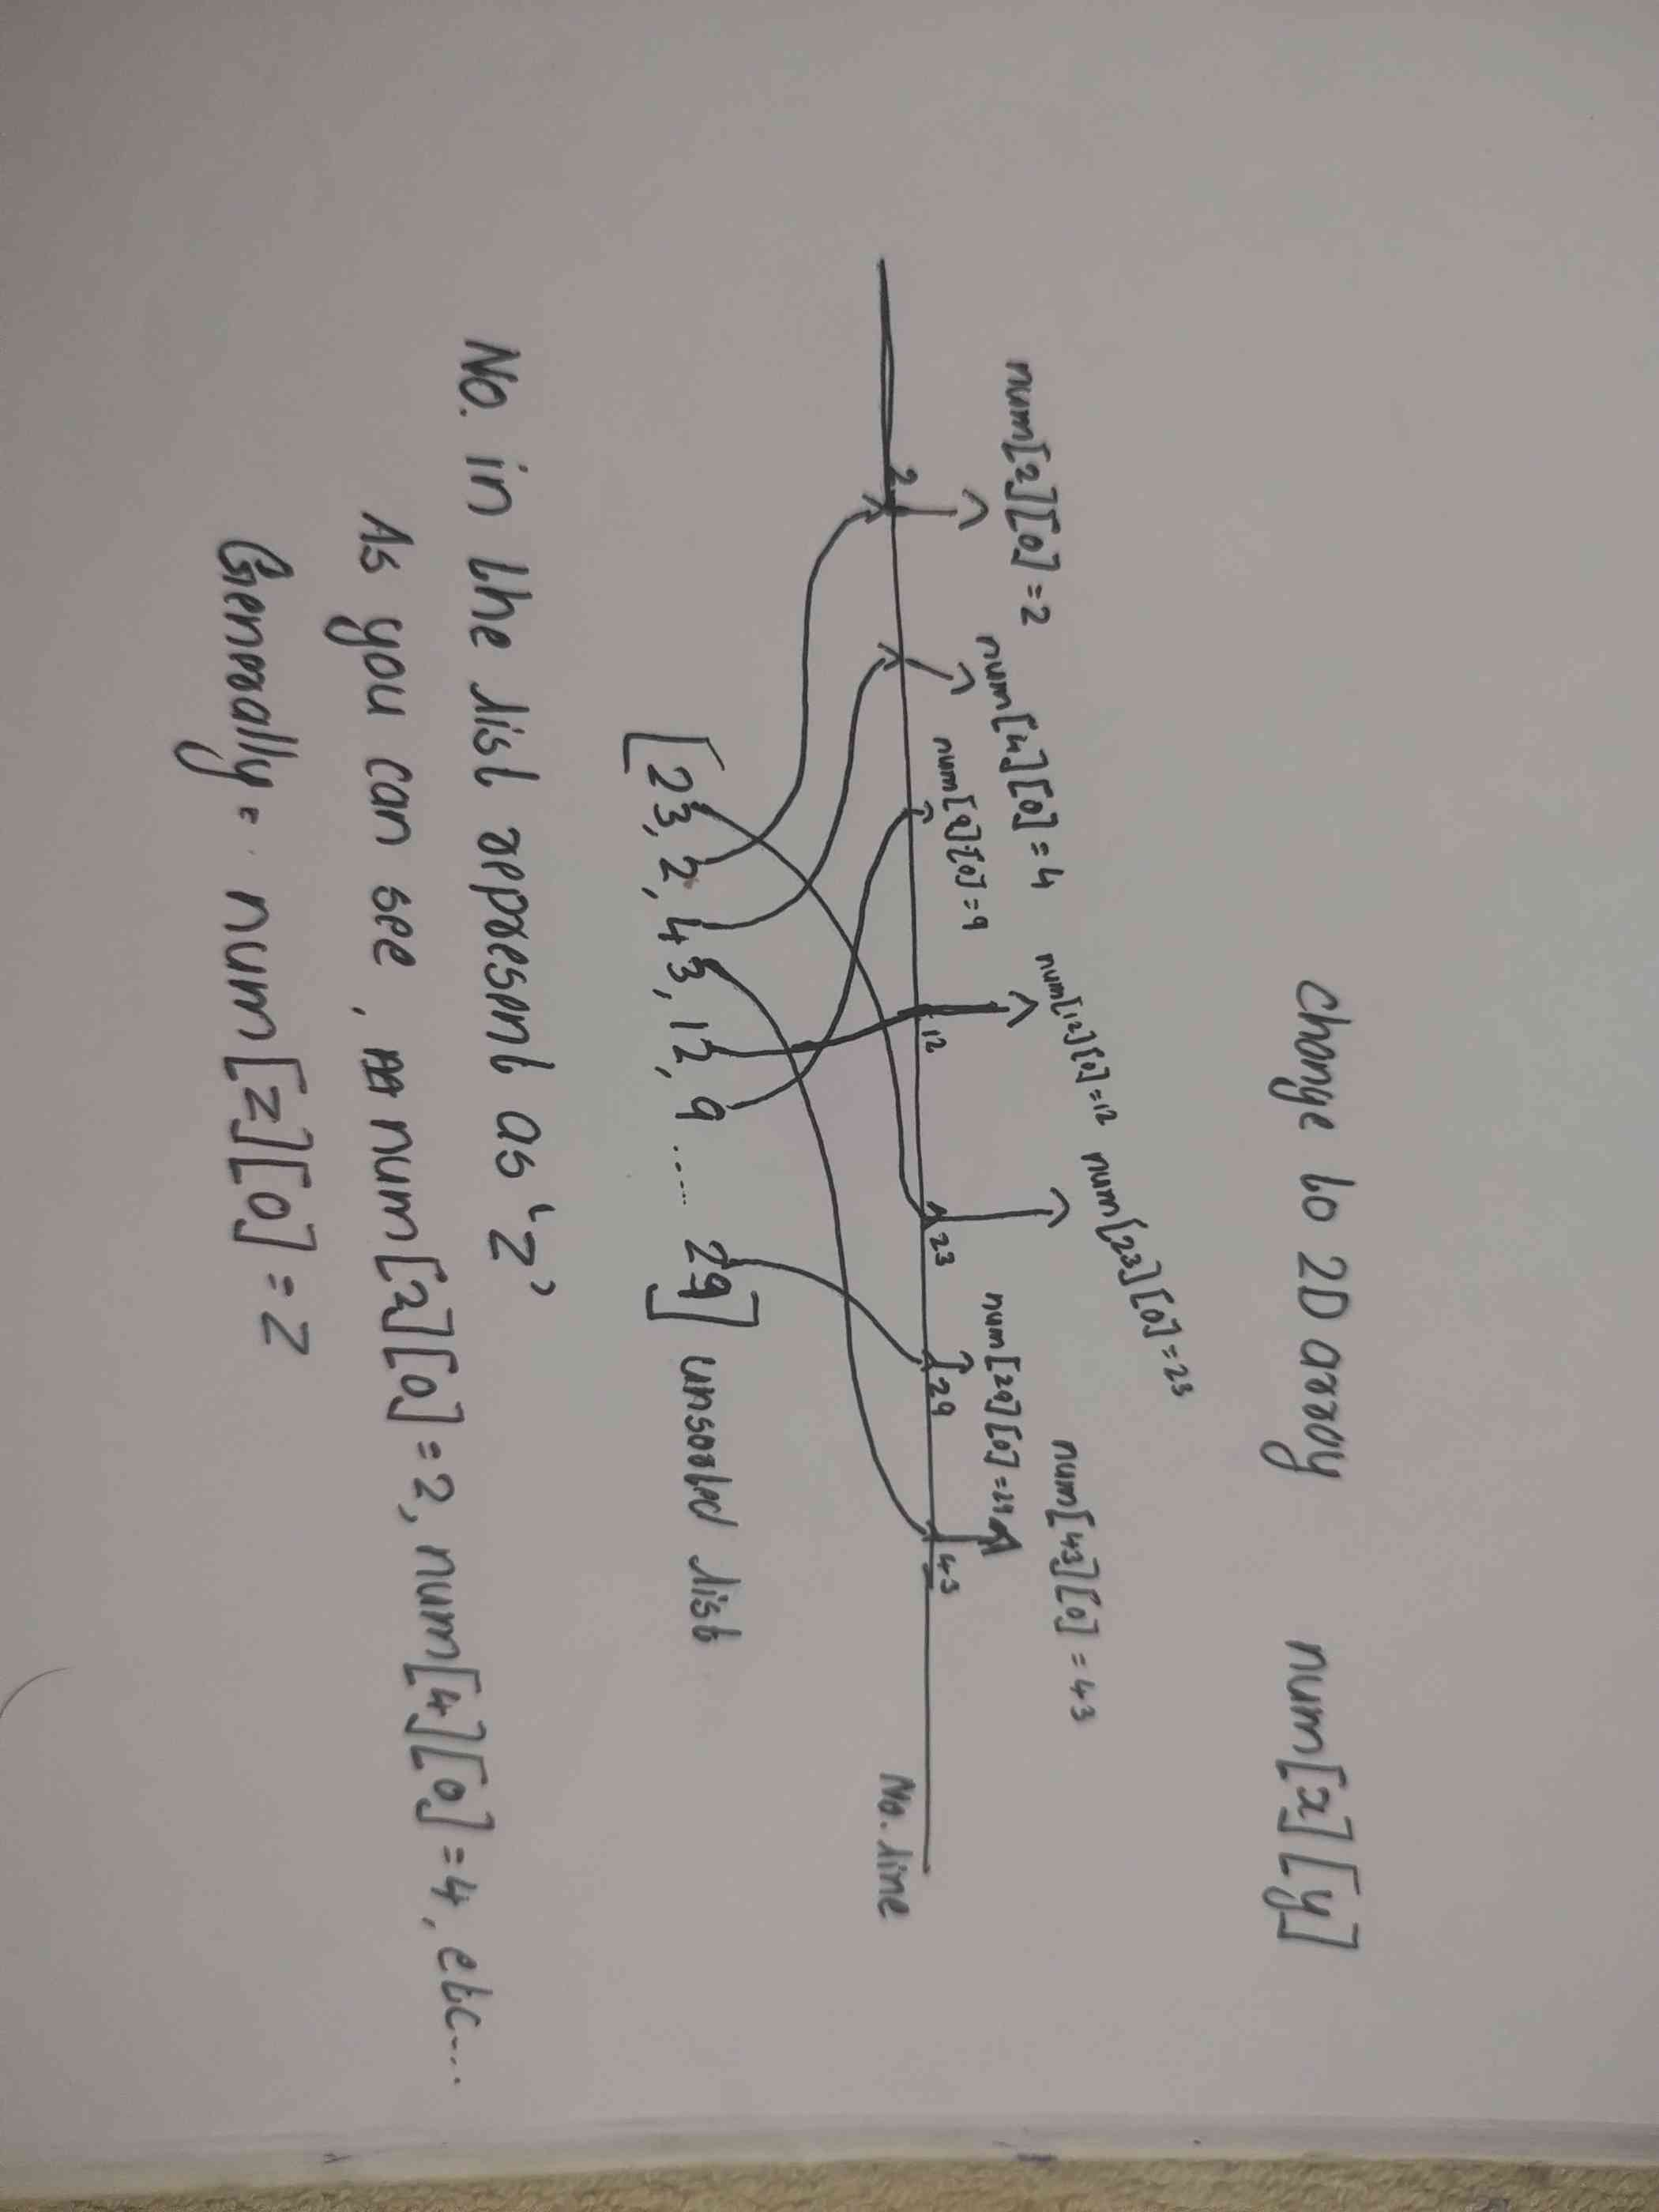 change to 2D array num[x][y]
num[2][0] = 2
num[4][0] = 4
num[9][0] = 9
num[12][0] = 12
num[23][0] = 23
num[29][0] = 29
num[43][0] = 43
2 12 23 29 43
No. line
[23, 2, 43, 12, 9 ...... 29] unsorted list
No. in the list represent as 'Z'
As you can see, num[2][0] = 2, num[4][0] = 4, etc...
Generally = num[Z][0] = Z